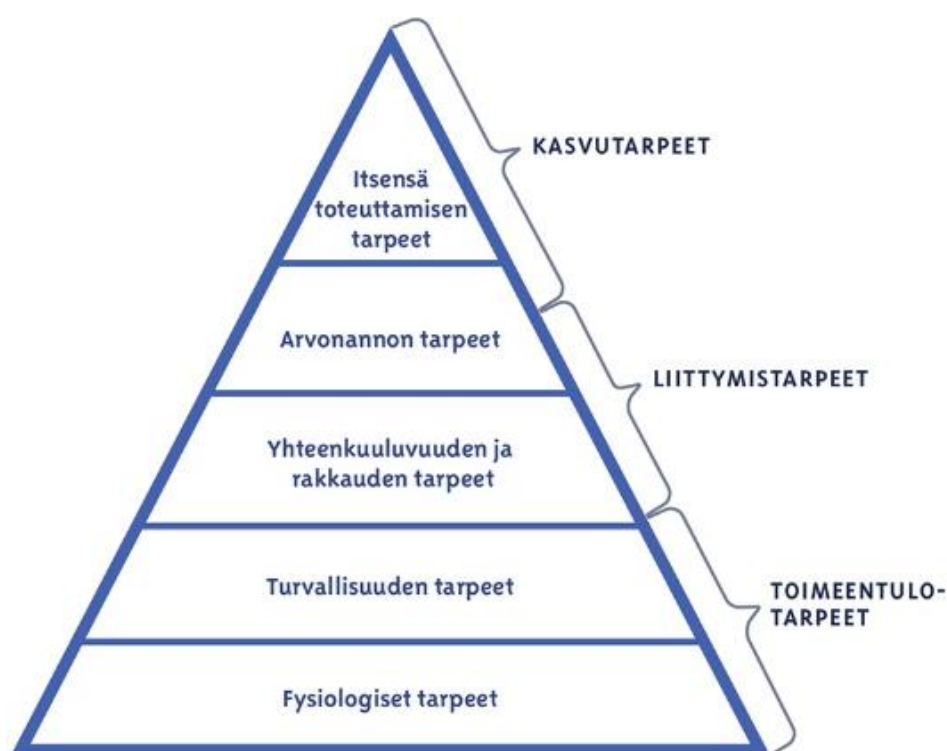 KASVUTARPEET
Itsensä
toteuttamisen
tarpeet
Arvonannon tarpeet
LIITTYMISTARPEET
Yhteenkuuluvuuden ja
rakkauden tarpeet
Turvallisuuden tarpeet
TOIMEENTULO-
TARPEET
Fysiologiset tarpeet